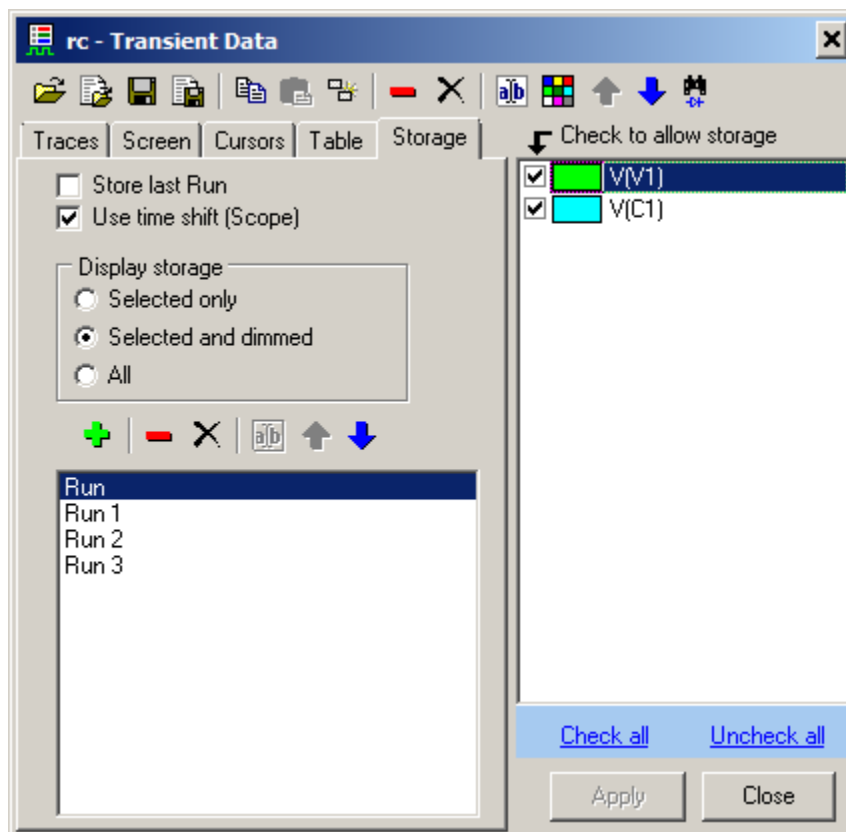 rc - Transient Data
Traces Screen Cursors Table Storage
Check to allow storage
Store last Run
Use time shift (Scope)
Display storage
Selected only
Selected and dimmed
All
Run
Run 1
Run 2
Run 3
V(V1)
V(C1)
Check all Uncheck all
Apply Close